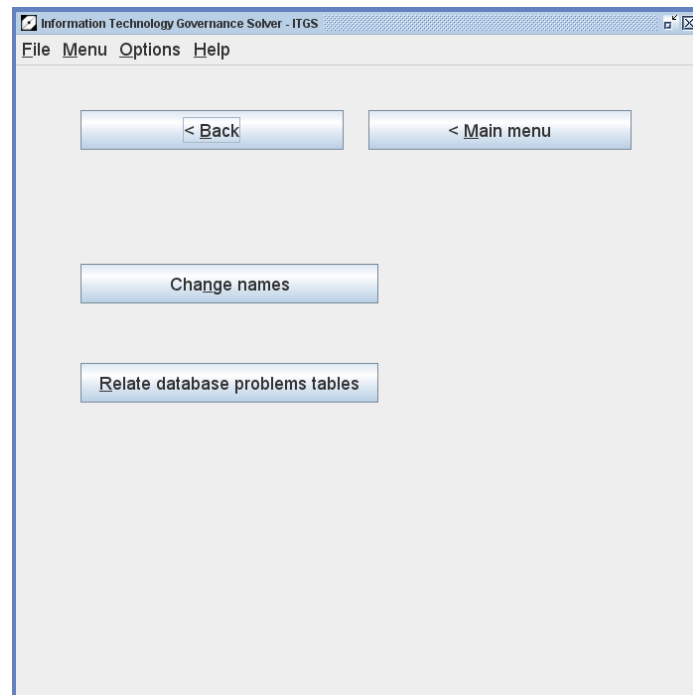 Information Technology Governance Solver - ITGS
File Menu Options Help
< Back < Main menu
Change names
Relate database problems tables